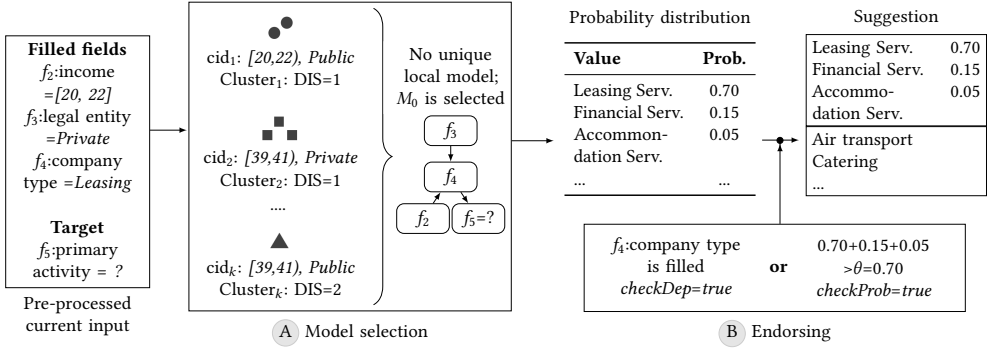 Filled fields
f2:income
=[20, 22]
f3:legal entity
=Private
f4:company
type =Leasing
Target
f5:primary
activity = ?
Pre-processed
current input
cid1: [20,22), Public
Cluster1: DIS=1
cid2: [39,41), Private
Cluster2: DIS=1
....
cidk: [39,41), Public
Clusterk: DIS=2
No unique
local model;
M0 is selected
f3
f4
f2
f5=?
A Model selection
Probability distribution
Value Prob.
Leasing Serv. 0.70
Financial Serv. 0.15
Accommon- 0.05
dation Serv.
... ...
Suggestion
Leasing Serv. 0.70
Financial Serv. 0.15
Accommo- 0.05
dation Serv.
Air transport
Catering
...
f4:company type
is filled
checkDep=true
or
0.70+0.15+0.05
>θ=0.70
checkProb=true
B Endorsing